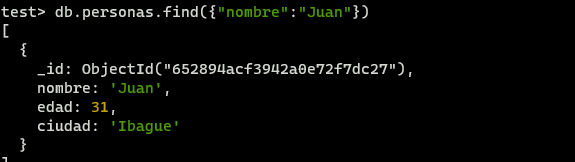 test> db.personas.find({"nombre":"Juan"})
[
  {
    _id: ObjectId("652894acf3942a0e72f7dc27"),
    nombre: 'Juan',
    edad: 31,
    ciudad: 'Ibague'
  }
]